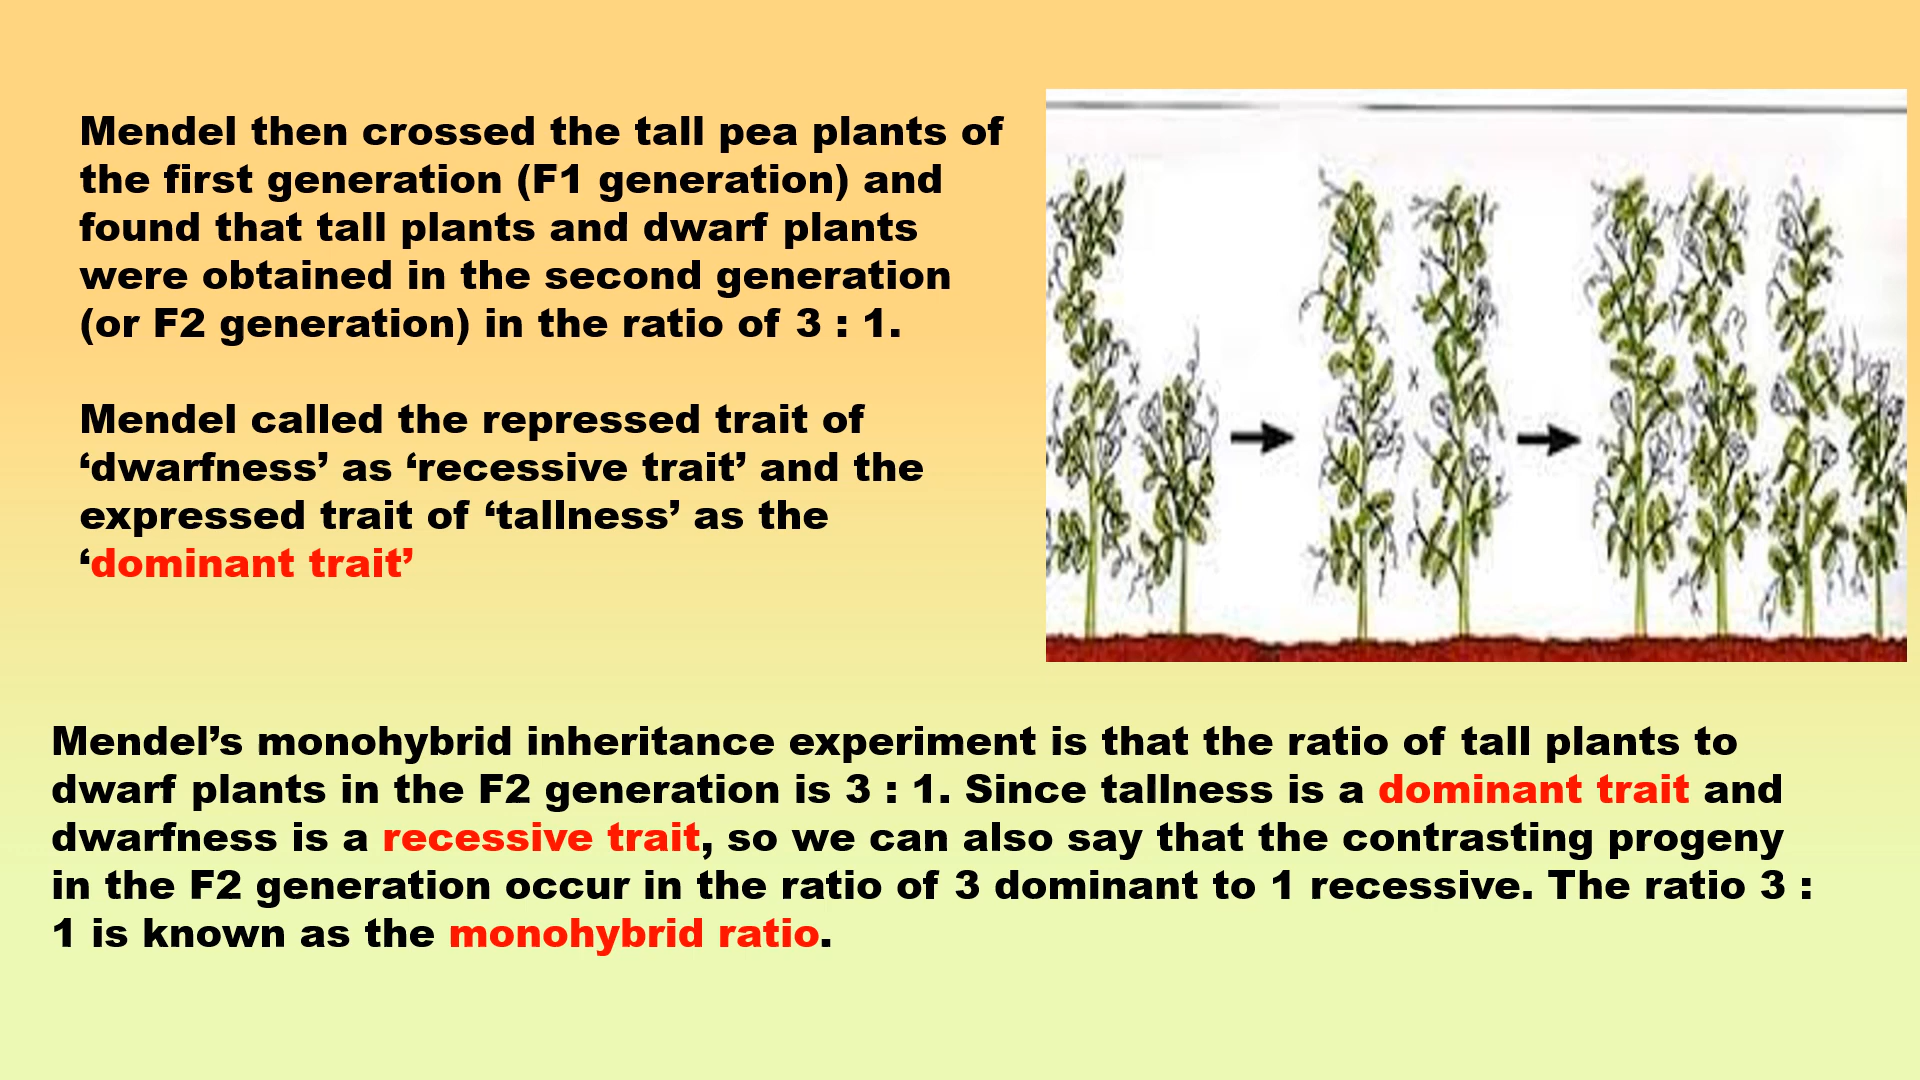 Mendel then crossed the tall pea plants of
the first generation (F1 generation) and
found that tall plants and dwarf plants
were obtained in the second generation
(or F2 generation) in the ratio of 3 : 1.
Mendel called the repressed trait of
‘dwarfness’ as ‘recessive trait’ and the
expressed trait of ‘tallness’ as the
‘dominant trait’
x
x
Mendel’s monohybrid inheritance experiment is that the ratio of tall plants to
dwarf plants in the F2 generation is 3 : 1. Since tallness is a dominant trait and
dwarfness is a recessive trait, so we can also say that the contrasting progeny
in the F2 generation occur in the ratio of 3 dominant to 1 recessive. The ratio 3 :
1 is known as the monohybrid ratio.